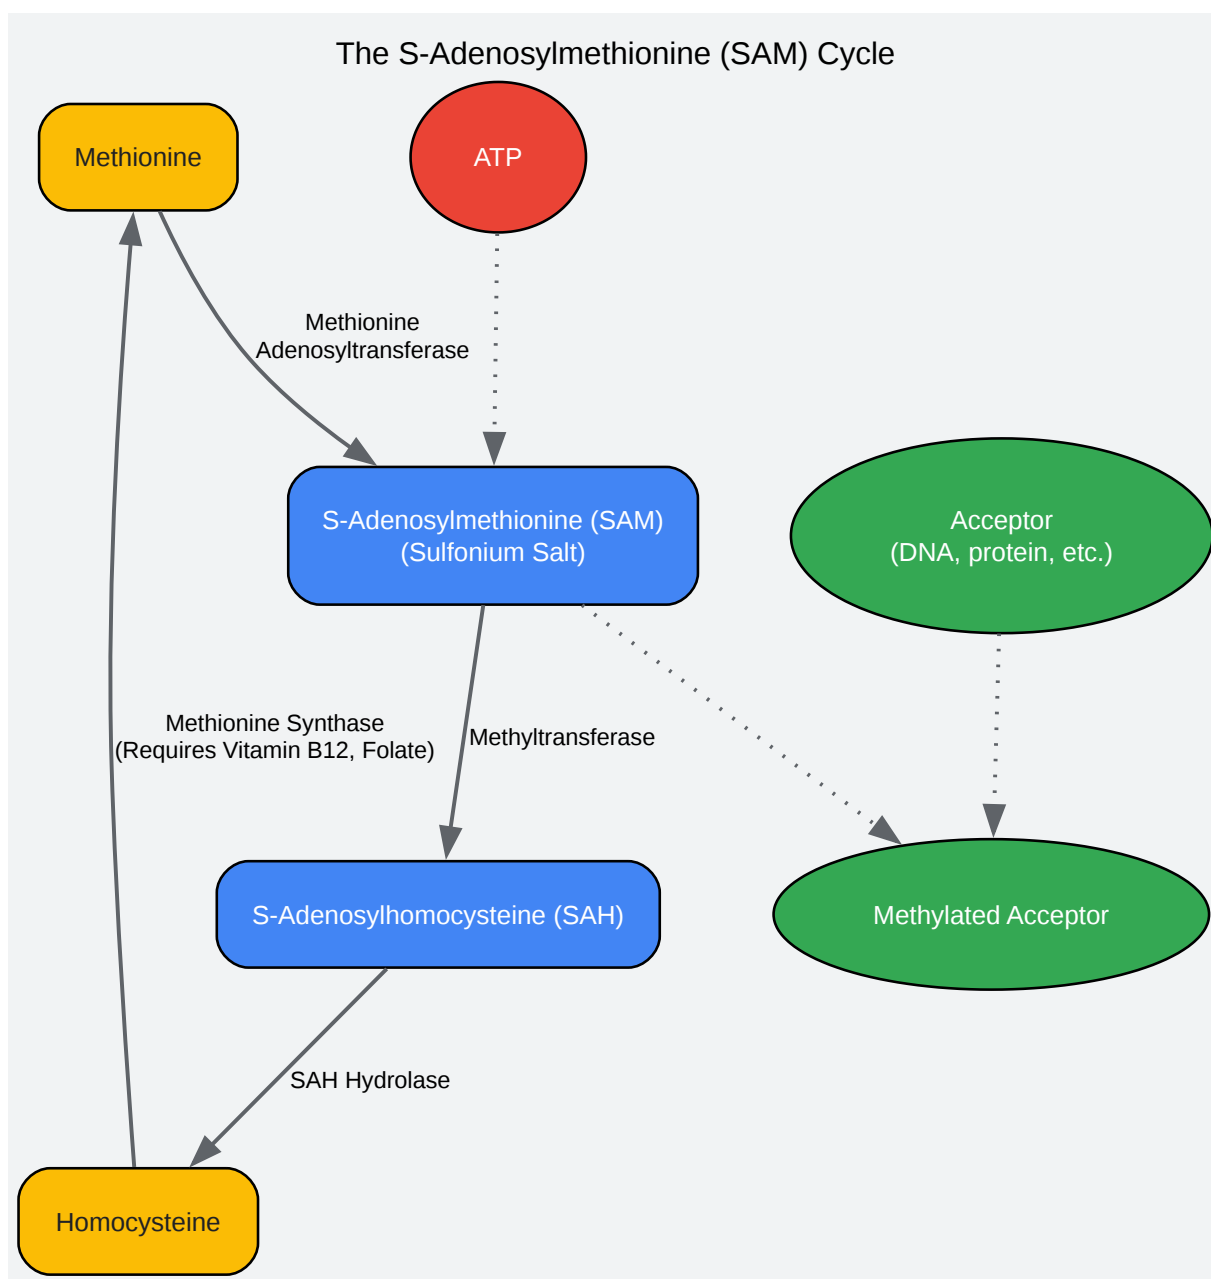 The S-Adenosylmethionine (SAM) Cycle
Methionine
ATP
Methionine
Adenosyltransferase
S-Adenosylmethionine (SAM)
(Sulfonium Salt)
Acceptor
(DNA, protein, etc.)
Methionine Synthase
(Requires Vitamin B12, Folate)
Methyltransferase
S-Adenosylhomocysteine (SAH)
Methylated Acceptor
SAH Hydrolase
Homocysteine